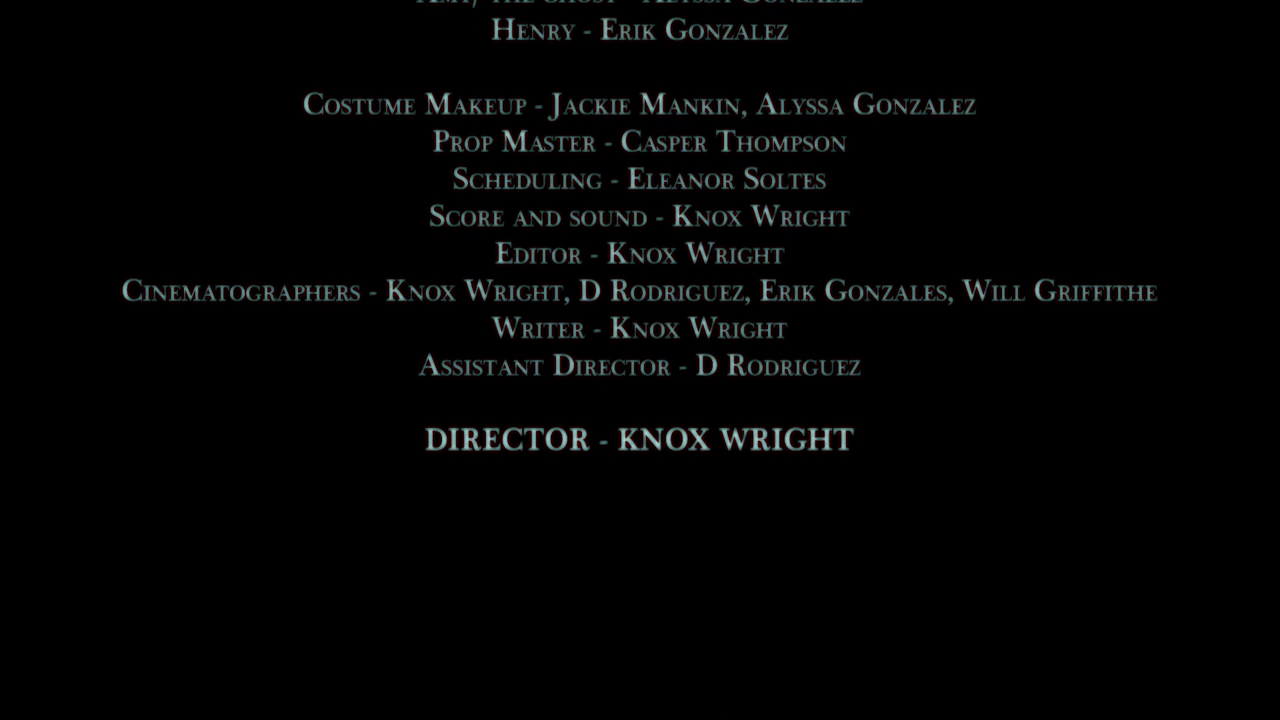 Henry - Erik Gonzalez
Costume Makeup - Jackie Mankin, Alyssa Gonzalez
Prop Master - Casper Thompson
Scheduling - Eleanor Soltes
Score and sound - Knox Wright
Editor - Knox Wright
Cinematographers - Knox Wright, D Rodriguez, Erik Gonzales, Will Griffithe
Writer - Knox Wright
Assistant Director - D Rodriguez
DIRECTOR - KNOX WRIGHT